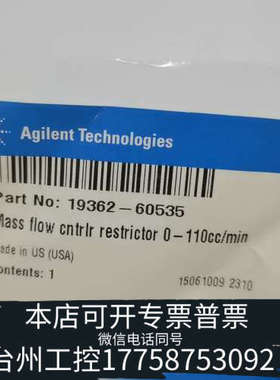 Agilent Technologies
Part No: 19362-60535
Mass flow cntrlr restrictor 0-110cc/min
Made in US (USA)
Contents: 1
15061009 2310
本店可开专票普票
微信电话同号
台州工控17758753092